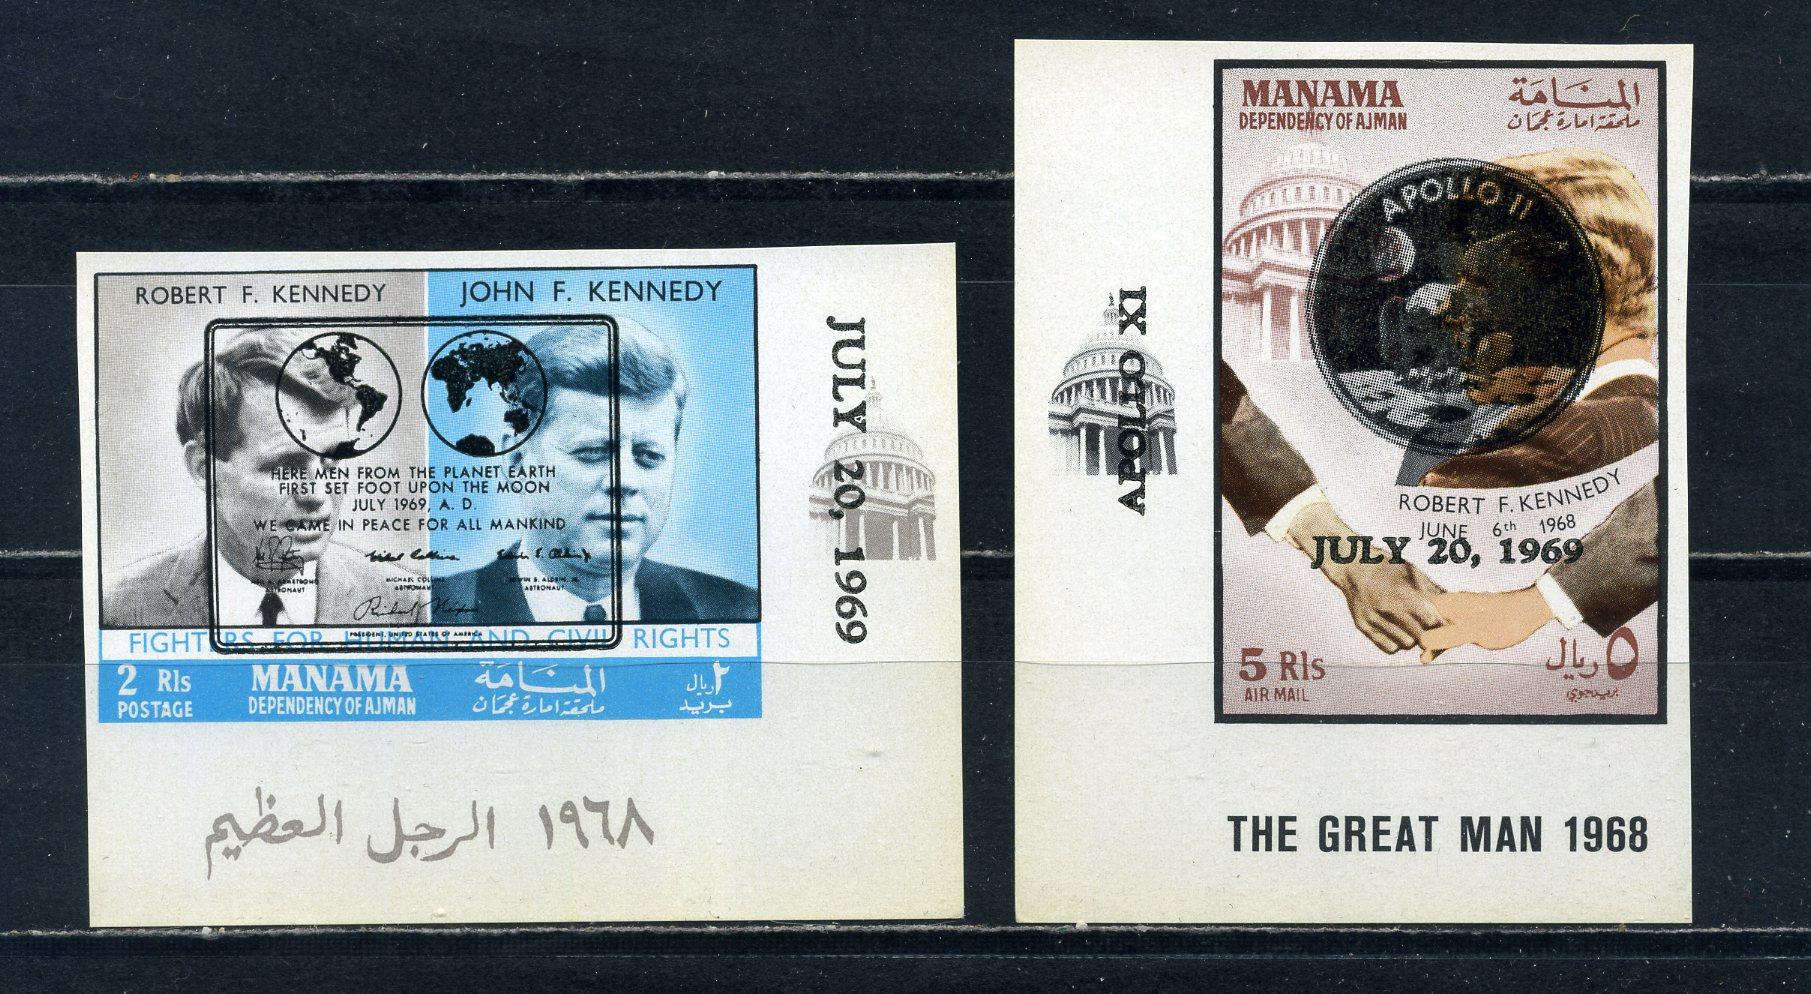 ROBERT F. KENNEDY
JOHN F. KENNEDY
HERE MEN FROM THE PLANET EARTH
FIRST SET FOOT UPON THE MOON
JULY 1969, A. D.
WE CAME IN PEACE FOR ALL MANKIND
MICHAEL COLLINS
ASTRONAUT
EDWIN E. ALDRIN, JR.
ASTRONAUT
ASTRONAUT
PRESIDENT, UNITED STATES OF AMERICA
FIGHTERS FOR HUMAN AND CIVIL RIGHTS
2 Rls
POSTAGE
MANAMA
DEPENDENCY OF AJMAN
المنامة
ملحقة امارة عجمان
٢ ريال
بريد
JULY 20, 1969
الرجل العظيم ١٩٦٨
APOLLO XI
MANAMA
DEPENDENCY OF AJMAN
المنامة
ملحقة امارة عجمان
APOLLO 11
ROBERT F. KENNEDY
JUNE 6th 1968
JULY 20, 1969
5 Rls
AIR MAIL
٥ ريال
بريد جوي
THE GREAT MAN 1968